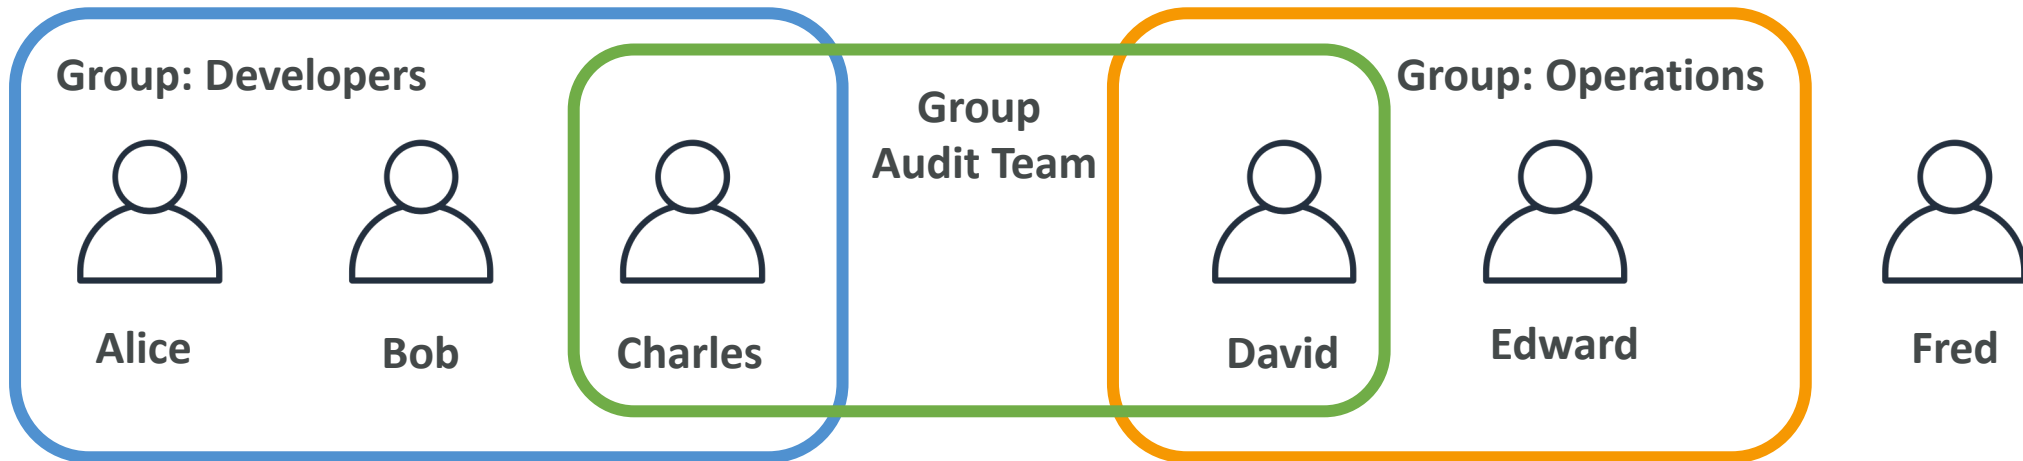 Group: Developers
Group
Audit Team
Group: Operations
Alice
Bob
Charles
David
Edward
Fred